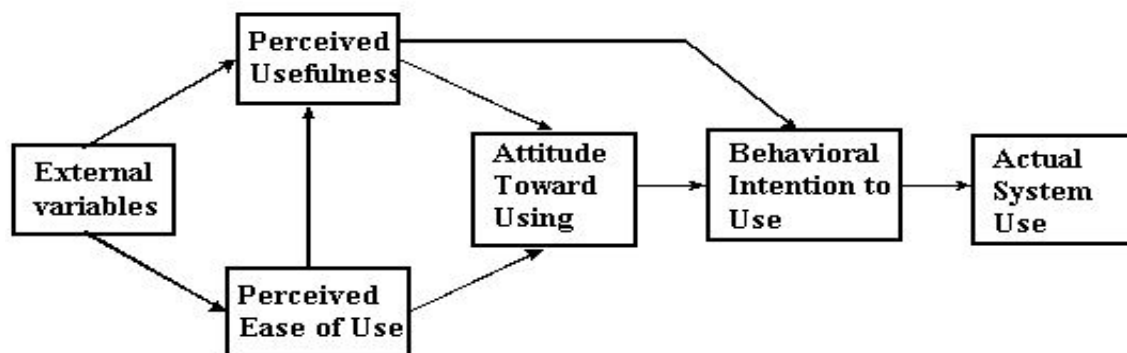 Perceived
Usefulness
External
variables
Perceived
Ease of Use
Attitude
Toward
Using
Behavioral
Intention to
Use
Actual
System
Use